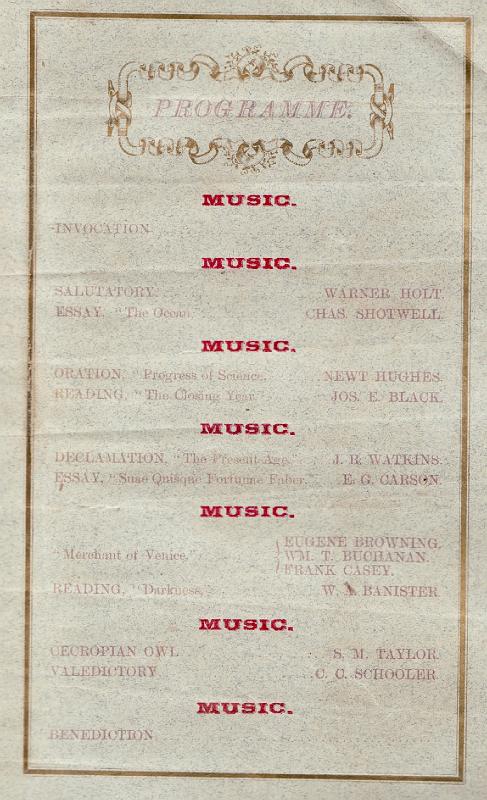 PROGRAMME.
MUSIC.
INVOCATION
MUSIC.
SALUTATORY. WARNER HOLT.
ESSAY, "The Ocean," CHAS. SHOTWELL.
MUSIC.
ORATION, "Progress of Science, NEWT HUGHES.
READING, "The Closing Year. JOS. E. BLACK.
MUSIC.
DECLAMATION, "The Present Age." J. R. WATKINS.
ESSAY, "Suae Quisque Fortunae Faber. E. G. CARSON.
MUSIC.
EUGENE BROWNING.
"Merchant of Venice." WM. T. BUCHANAN.
FRANK CASEY.
READING, "Darkness, W. A. BANISTER
MUSIC.
CECROPIAN OWL S. M. TAYLOR.
VALEDICTORY C. C. SCHOOLER.
MUSIC.
BENEDICTION.